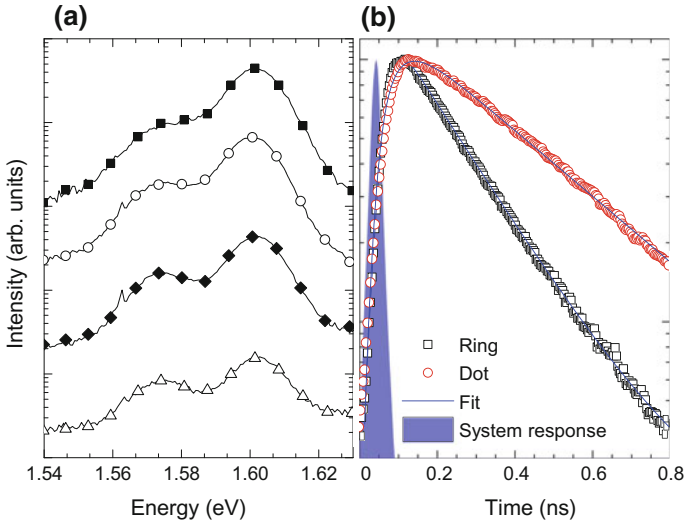 (a)
(b)
Intensity (arb. units)
1.54
1.56
1.58
1.60
1.62
Energy (eV)
Ring
Dot
Fit
System response
0
0.2
0.4
0.6
0.8
Time (ns)